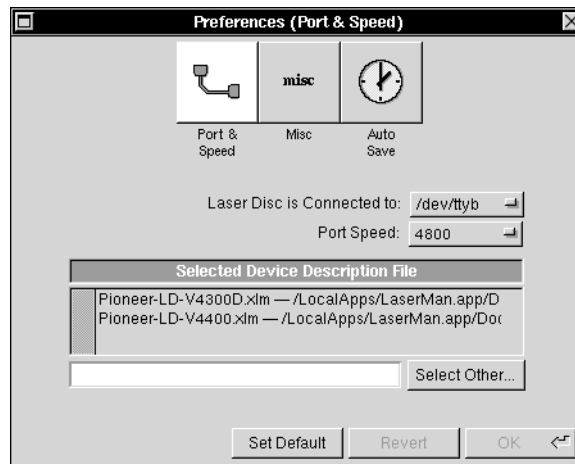 Preferences (Port & Speed)
misc
Port & Speed
Misc
Auto Save
Laser Disc is Connected to: /dev/ttyb
Port Speed: 4800
Selected Device Description File
Pioneer-LD-V4300D.xlm — /LocalApps/LaserMan.app/D
Pioneer-LD-V4400.xlm — /LocalApps/LaserMan.app/Doc
Select Other...
Set Default
Revert
OK